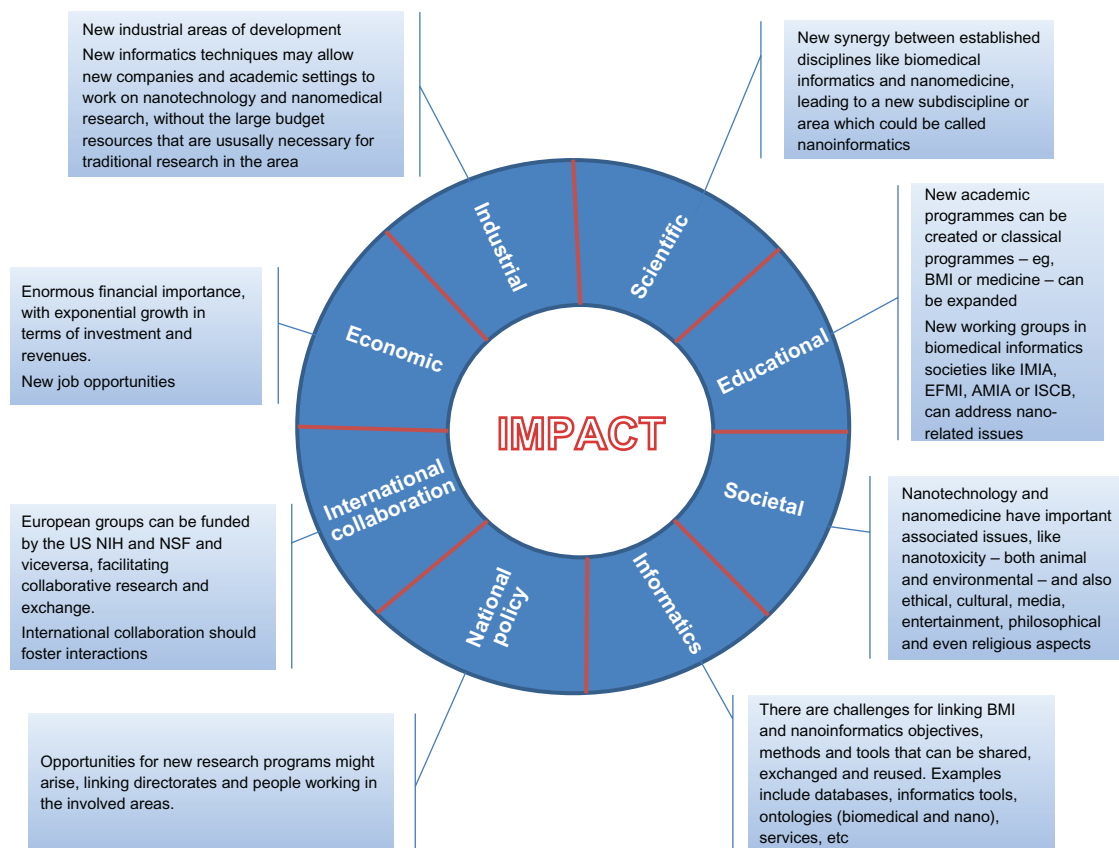 New industrial areas of development
New informatics techniques may allow
new companies and academic settings to
work on nanotechnology and nanomedical
research, without the large budget
resources that are ususally necessary for
traditional research in the area
New synergy between established
disciplines like biomedical
informatics and nanomedicine,
leading to a new subdiscipline or
area which could be called
nanoinformatics
New academic
programmes can be
created or classical
programmes – eg,
BMI or medicine – can
be expanded
New working groups in
biomedical informatics
societies like IMIA,
EFMI, AMIA or ISCB,
can address nano-
related issues
Enormous financial importance,
with exponential growth in
terms of investment and
revenues.
New job opportunities
Industrial
Scientific
Economic
Educational
IMPACT
International
collaboration
Societal
National
policy
Informatics
European groups can be funded
by the US NIH and NSF and
viceversa, facilitating
collaborative research and
exchange.
International collaboration should
foster interactions
Nanotechnology and
nanomedicine have important
associated issues, like
nanotoxicity – both animal
and environmental – and also
ethical, cultural, media,
entertainment, philosophical
and even religious aspects
Opportunities for new research programs might
arise, linking directorates and people working in
the involved areas.
There are challenges for linking BMI
and nanoinformatics objectives,
methods and tools that can be shared,
exchanged and reused. Examples
include databases, informatics tools,
ontologies (biomedical and nano),
services, etc